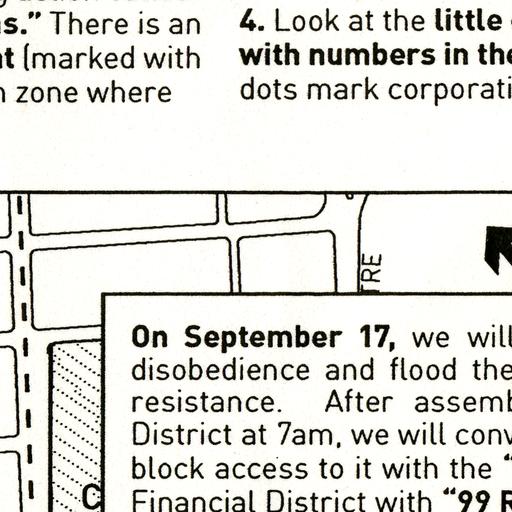 s." There is an
t (marked with
n zone where
4. Look at the little
with numbers in the
dots mark corporati
TRE
On September 17, we will
disobedience and flood the
resistance. After assemb
District at 7am, we will conv
block access to it with the "
Financial District with "99 R
C